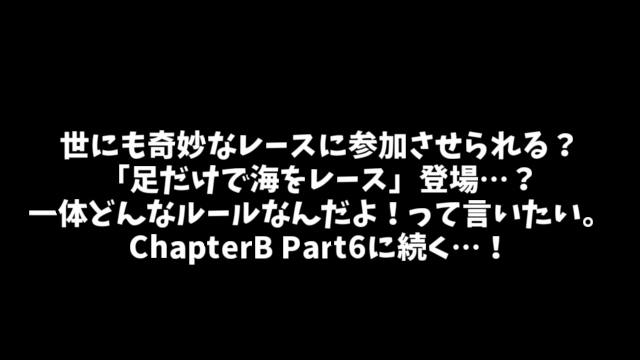 世にも奇妙なレースに参加させられる？
「足だけで海をレース」登場…？
一体どんなルールなんだよ！って言いたい。
ChapterB Part6に続く…！